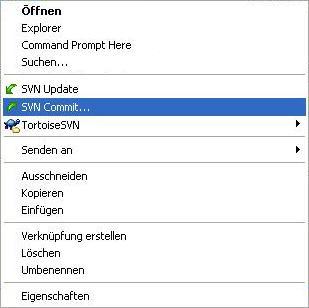 Öffnen
Explorer
Command Prompt Here
Suchen...
SVN Update
SVN Commit...
TortoiseSVN
Senden an
Ausschneiden
Kopieren
Einfügen
Verknüpfung erstellen
Löschen
Umbenennen
Eigenschaften